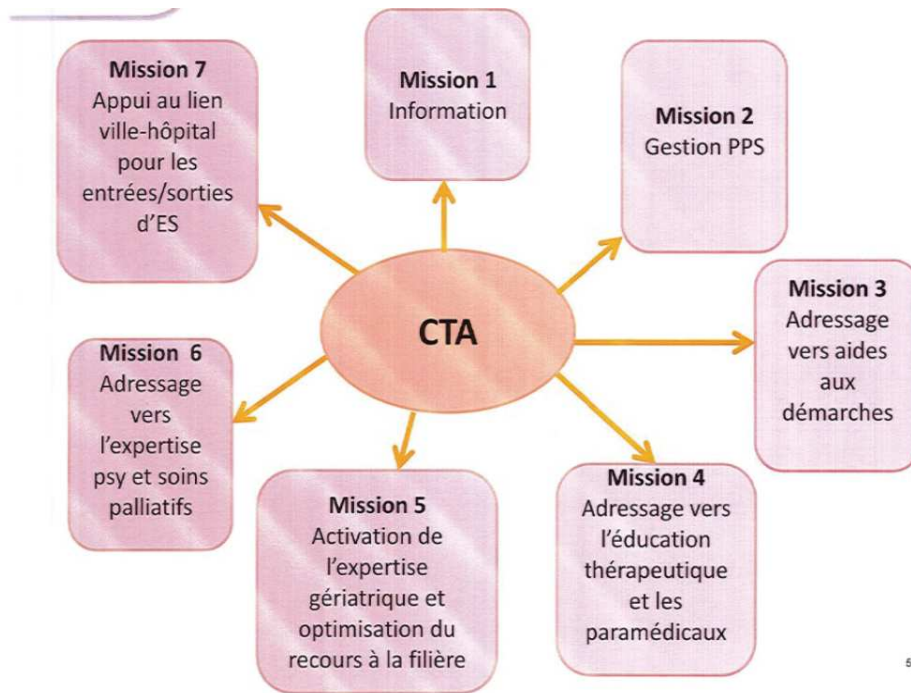 Mission 7
Appui au lien
ville-hôpital
pour les
entrées/sorties
d'ES
Mission 1
Information
Mission 2
Gestion PPS
CTA
Mission 3
Adressage
vers aides
aux
démarches
Mission 6
Adressage
vers
l'expertise
psy et soins
palliatifs
Mission 5
Activation de
l'expertise
gériatrique et
optimisation du
recours à la filière
Mission 4
Adressage vers
l'éducation
thérapeutique
et les
paramédicaux
5